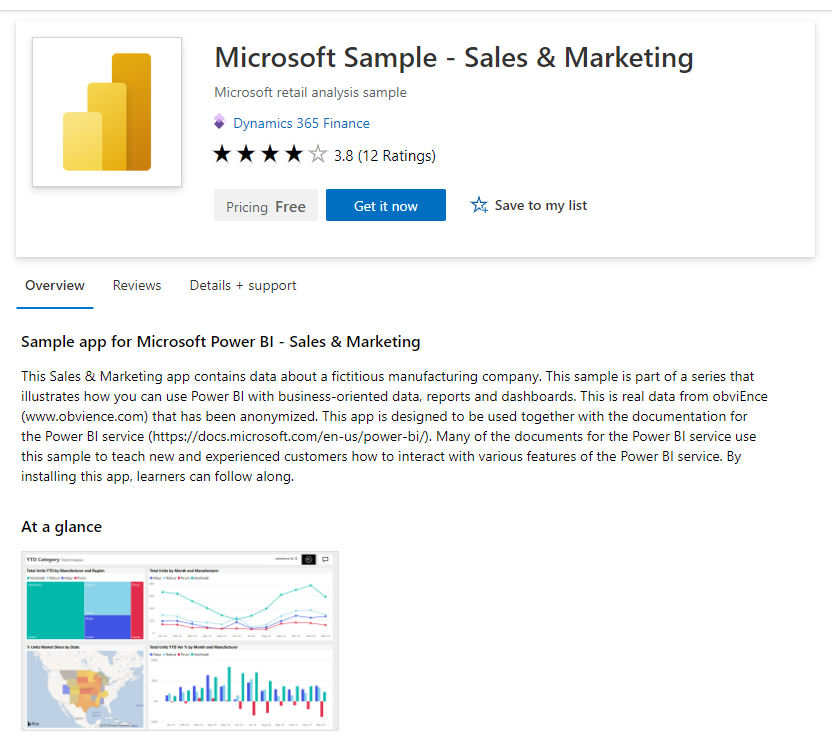 Microsoft Sample - Sales & Marketing
Microsoft retail analysis sample
Dynamics 365 Finance
3.8 (12 Ratings)
Pricing Free
Get it now
Save to my list
Overview
Reviews
Details + support
Sample app for Microsoft Power BI - Sales & Marketing
This Sales & Marketing app contains data about a fictitious manufacturing company. This sample is part of a series that
illustrates how you can use Power BI with business-oriented data, reports and dashboards. This is real data from obviEnce
(www.obvience.com) that has been anonymized. This app is designed to be used together with the documentation for
the Power BI service (https://docs.microsoft.com/en-us/power-bi/). Many of the documents for the Power BI service use
this sample to teach new and experienced customers how to interact with various features of the Power BI service. By
installing this app, learners can follow along.
At a glance
YTD Category Trend Analysis
Total Units YTD by Manufacturer and Region
Total Units by Month and Manufacturer
% Units Market Share by State
Total Units YTD Var % by Month and Manufacturer